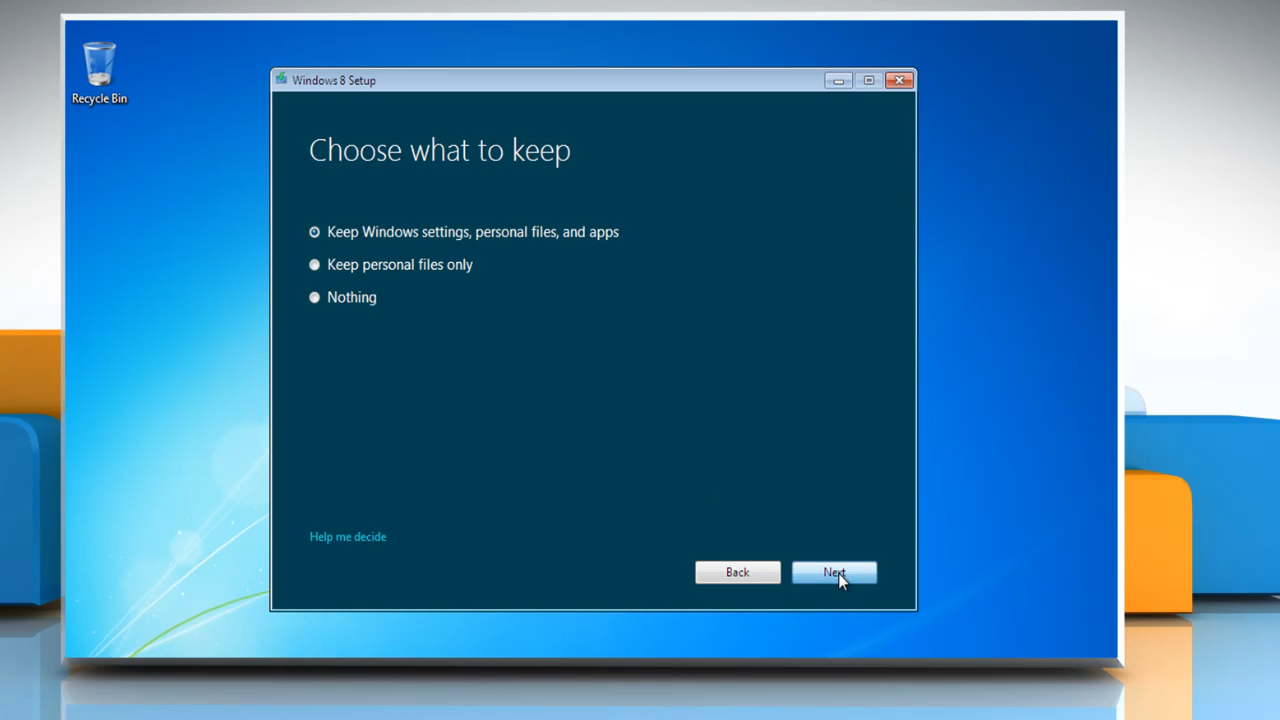 Recycle Bin
Windows 8 Setup
Choose what to keep
Keep Windows settings, personal files, and apps
Keep personal files only
Nothing
Help me decide
Back
Next